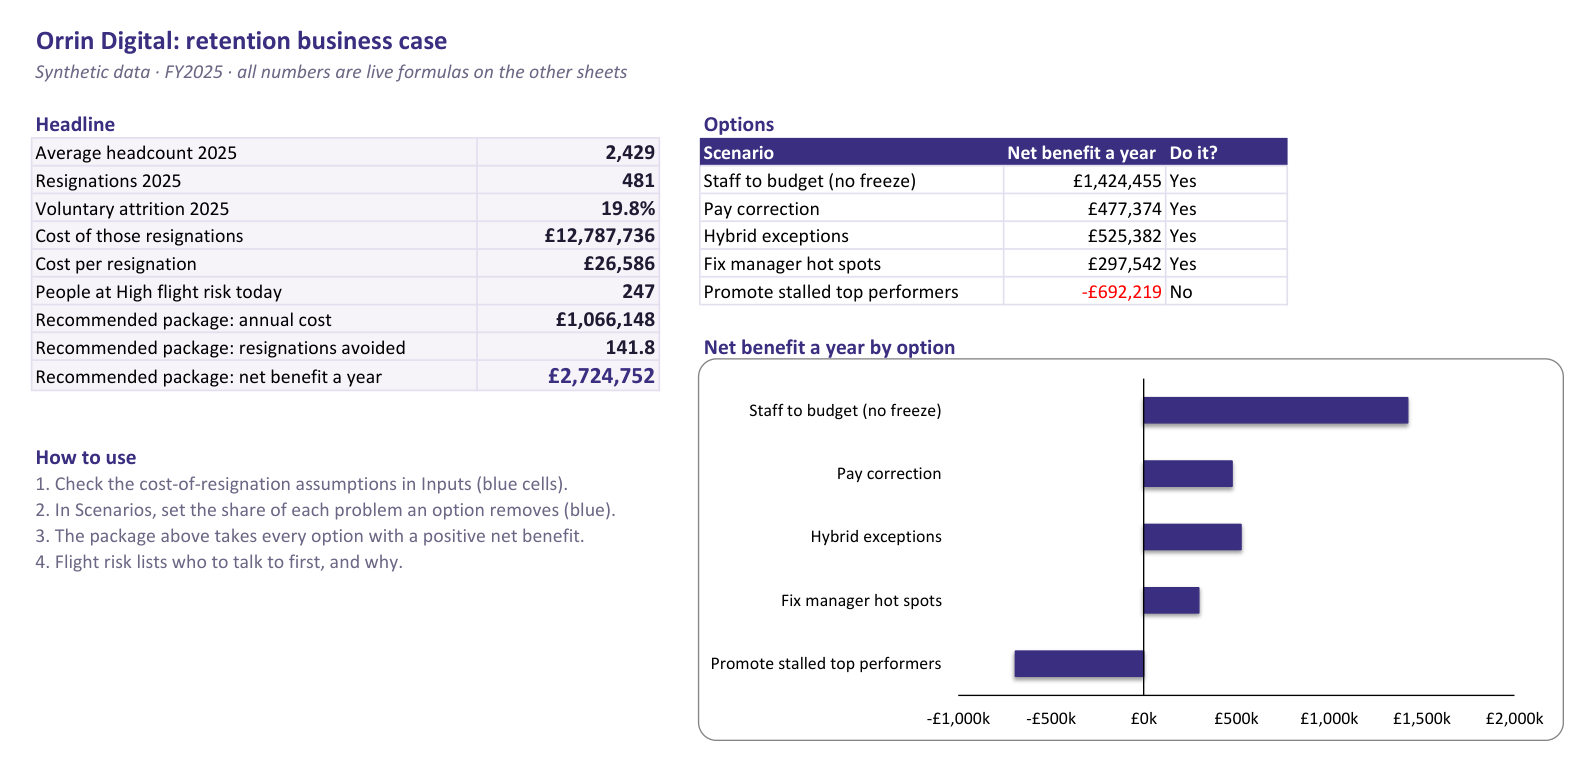 Orrin Digital: retention business case
Synthetic data · FY2025 · all numbers are live formulas on the other sheets
Headline
Average headcount 2025 2,429
Resignations 2025 481
Voluntary attrition 2025 19.8%
Cost of those resignations £12,787,736
Cost per resignation £26,586
People at High flight risk today 247
Recommended package: annual cost £1,066,148
Recommended package: resignations avoided 141.8
Recommended package: net benefit a year £2,724,752
How to use
1. Check the cost-of-resignation assumptions in Inputs (blue cells).
2. In Scenarios, set the share of each problem an option removes (blue).
3. The package above takes every option with a positive net benefit.
4. Flight risk lists who to talk to first, and why.
Options
Scenario Net benefit a year Do it?
Staff to budget (no freeze) £1,424,455 Yes
Pay correction £477,374 Yes
Hybrid exceptions £525,382 Yes
Fix manager hot spots £297,542 Yes
Promote stalled top performers -£692,219 No
Net benefit a year by option
Staff to budget (no freeze)
Pay correction
Hybrid exceptions
Fix manager hot spots
Promote stalled top performers
-£1,000k -£500k £0k £500k £1,000k £1,500k £2,000k